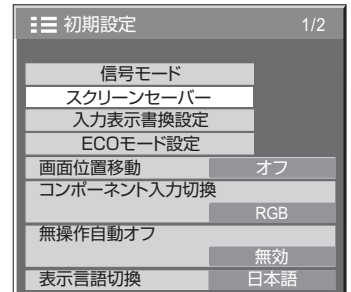 初期設定 1/2
信号モード
スクリーンセーバー
入力表示書換設定
ECOモード設定
画面位置移動 オフ
コンポーネント入力切換
RGB
無操作自動オフ
無効
表示言語切換 日本語